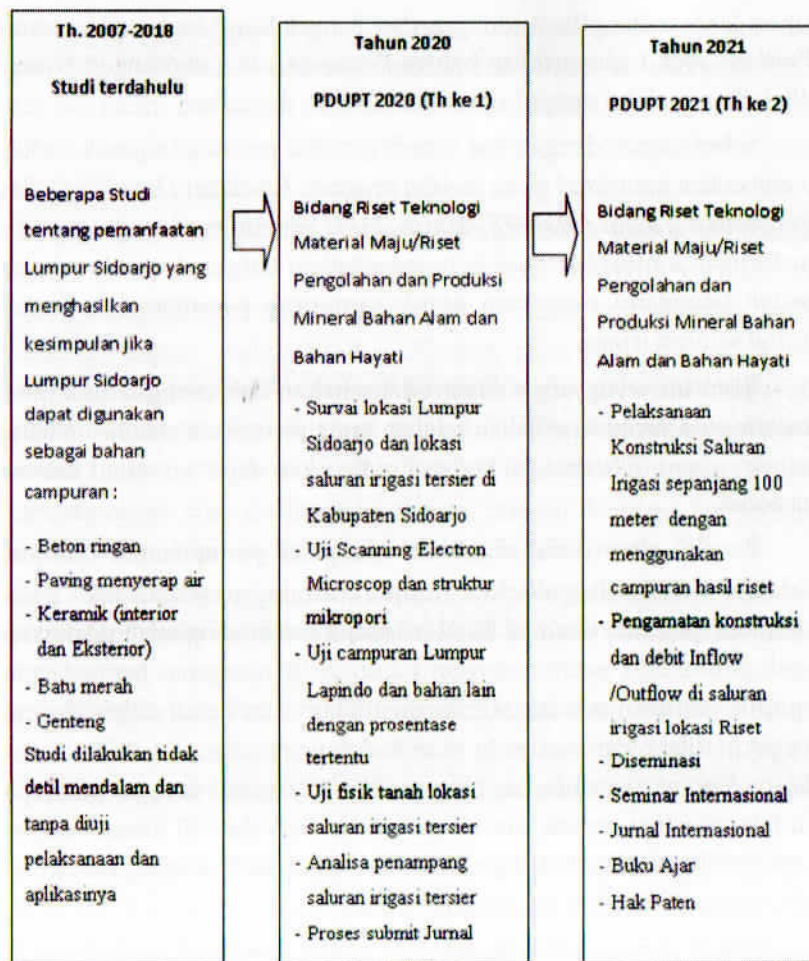 Th. 2007-2018
Studi terdahulu
Beberapa Studi
tentang pemanfaatan
Lumpur Sidoarjo yang
menghasilkan
kesimpulan jika
Lumpur Sidoarjo
dapat digunakan
sebagai bahan
campuran :
- Beton ringan
- Paving menyerap air
- Keramik (interior
dan Eksterior)
- Batu merah
- Genteng
Studi dilakukan tidak
detil mendalam dan
tanpa diuji
pelaksanaan dan
aplikasinya
Tahun 2020
PDUPT 2020 (Th ke 1)
Bidang Riset Teknologi
Material Maju/Riset
Pengolahan dan Produksi
Mineral Bahan Alam dan
Bahan Hayati
- Survai lokasi Lumpur
Sidoarjo dan lokasi
saluran irigasi tersier di
Kabupaten Sidoarjo
- Uji Scanning Electron
Microscop dan struktur
mikropori
- Uji campuran Lumpur
Lapindo dan bahan lain
dengan prosentase
tertentu
- Uji fisik tanah lokasi
saluran irigasi tersier
- Analisa penampang
saluran irigasi tersier
- Proses submit Jurnal
Tahun 2021
PDUPT 2021 (Th ke 2)
Bidang Riset Teknologi
Material Maju/Riset
Pengolahan dan
Produksi Mineral Bahan
Alam dan Bahan Hayati
- Pelaksanaan
Konstruksi Saluran
Irigasi sepanjang 100
meter dengan
menggunakan
campuran hasil riset
- Pengamatan konstruksi
dan debit Inflow
/Outflow di saluran
irigasi lokasi Riset
- Diseminasi
- Seminar Internasional
- Jurnal Internasional
- Buku Ajar
- Hak Paten